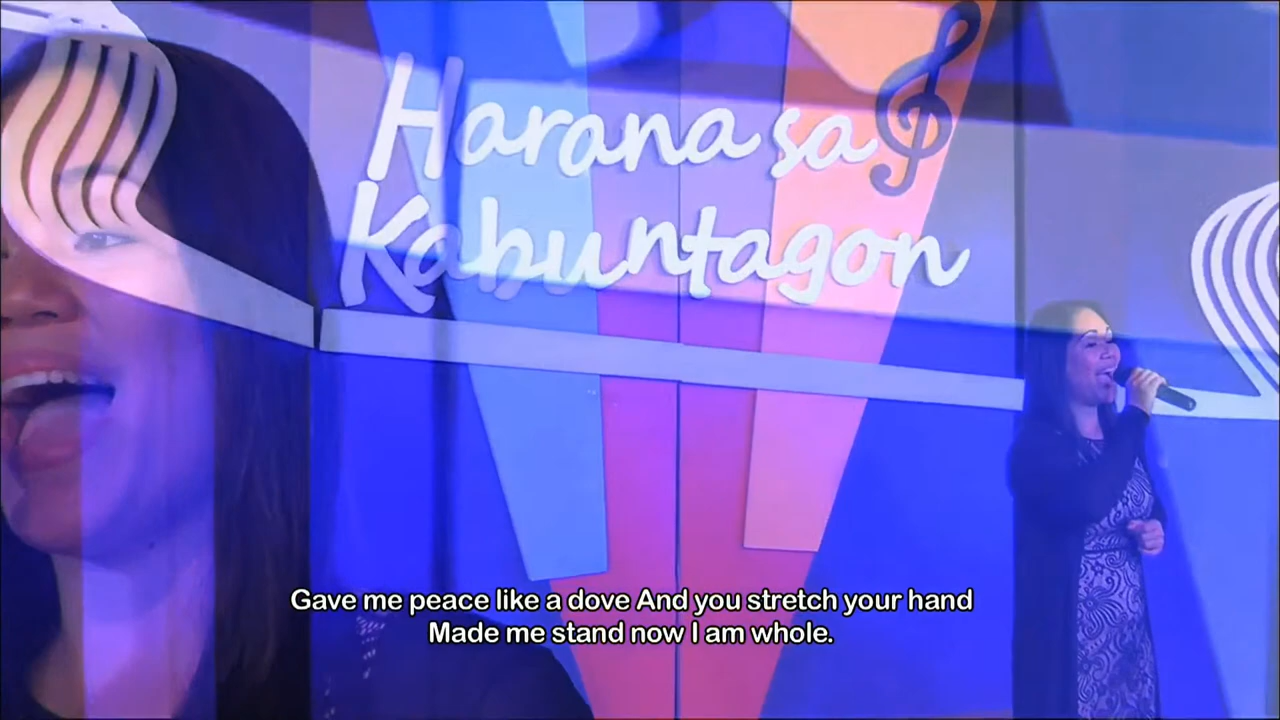 Harana sa
Kabuntagon
Gave me peace like a dove And you stretch your hand
Made me stand now I am whole.